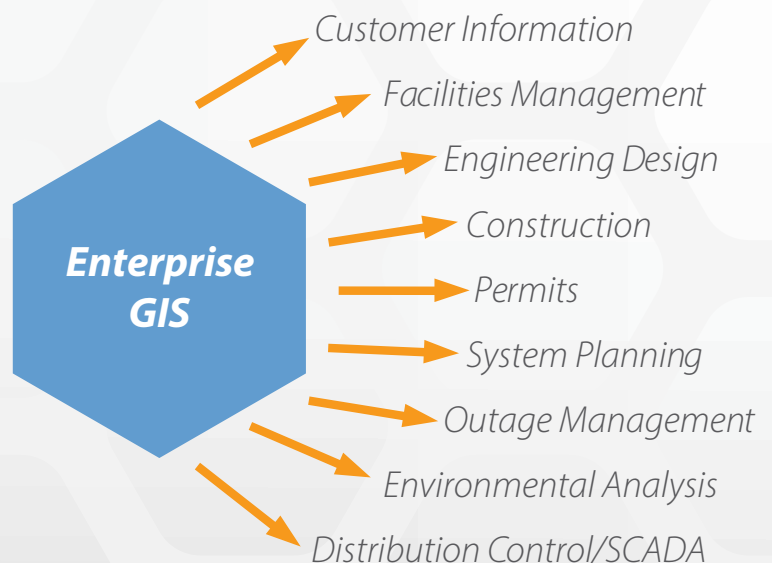 Customer Information
Facilities Management
Engineering Design
Construction
Enterprise
GIS
Permits
System Planning
Outage Management
Environmental Analysis
Distribution Control/SCADA